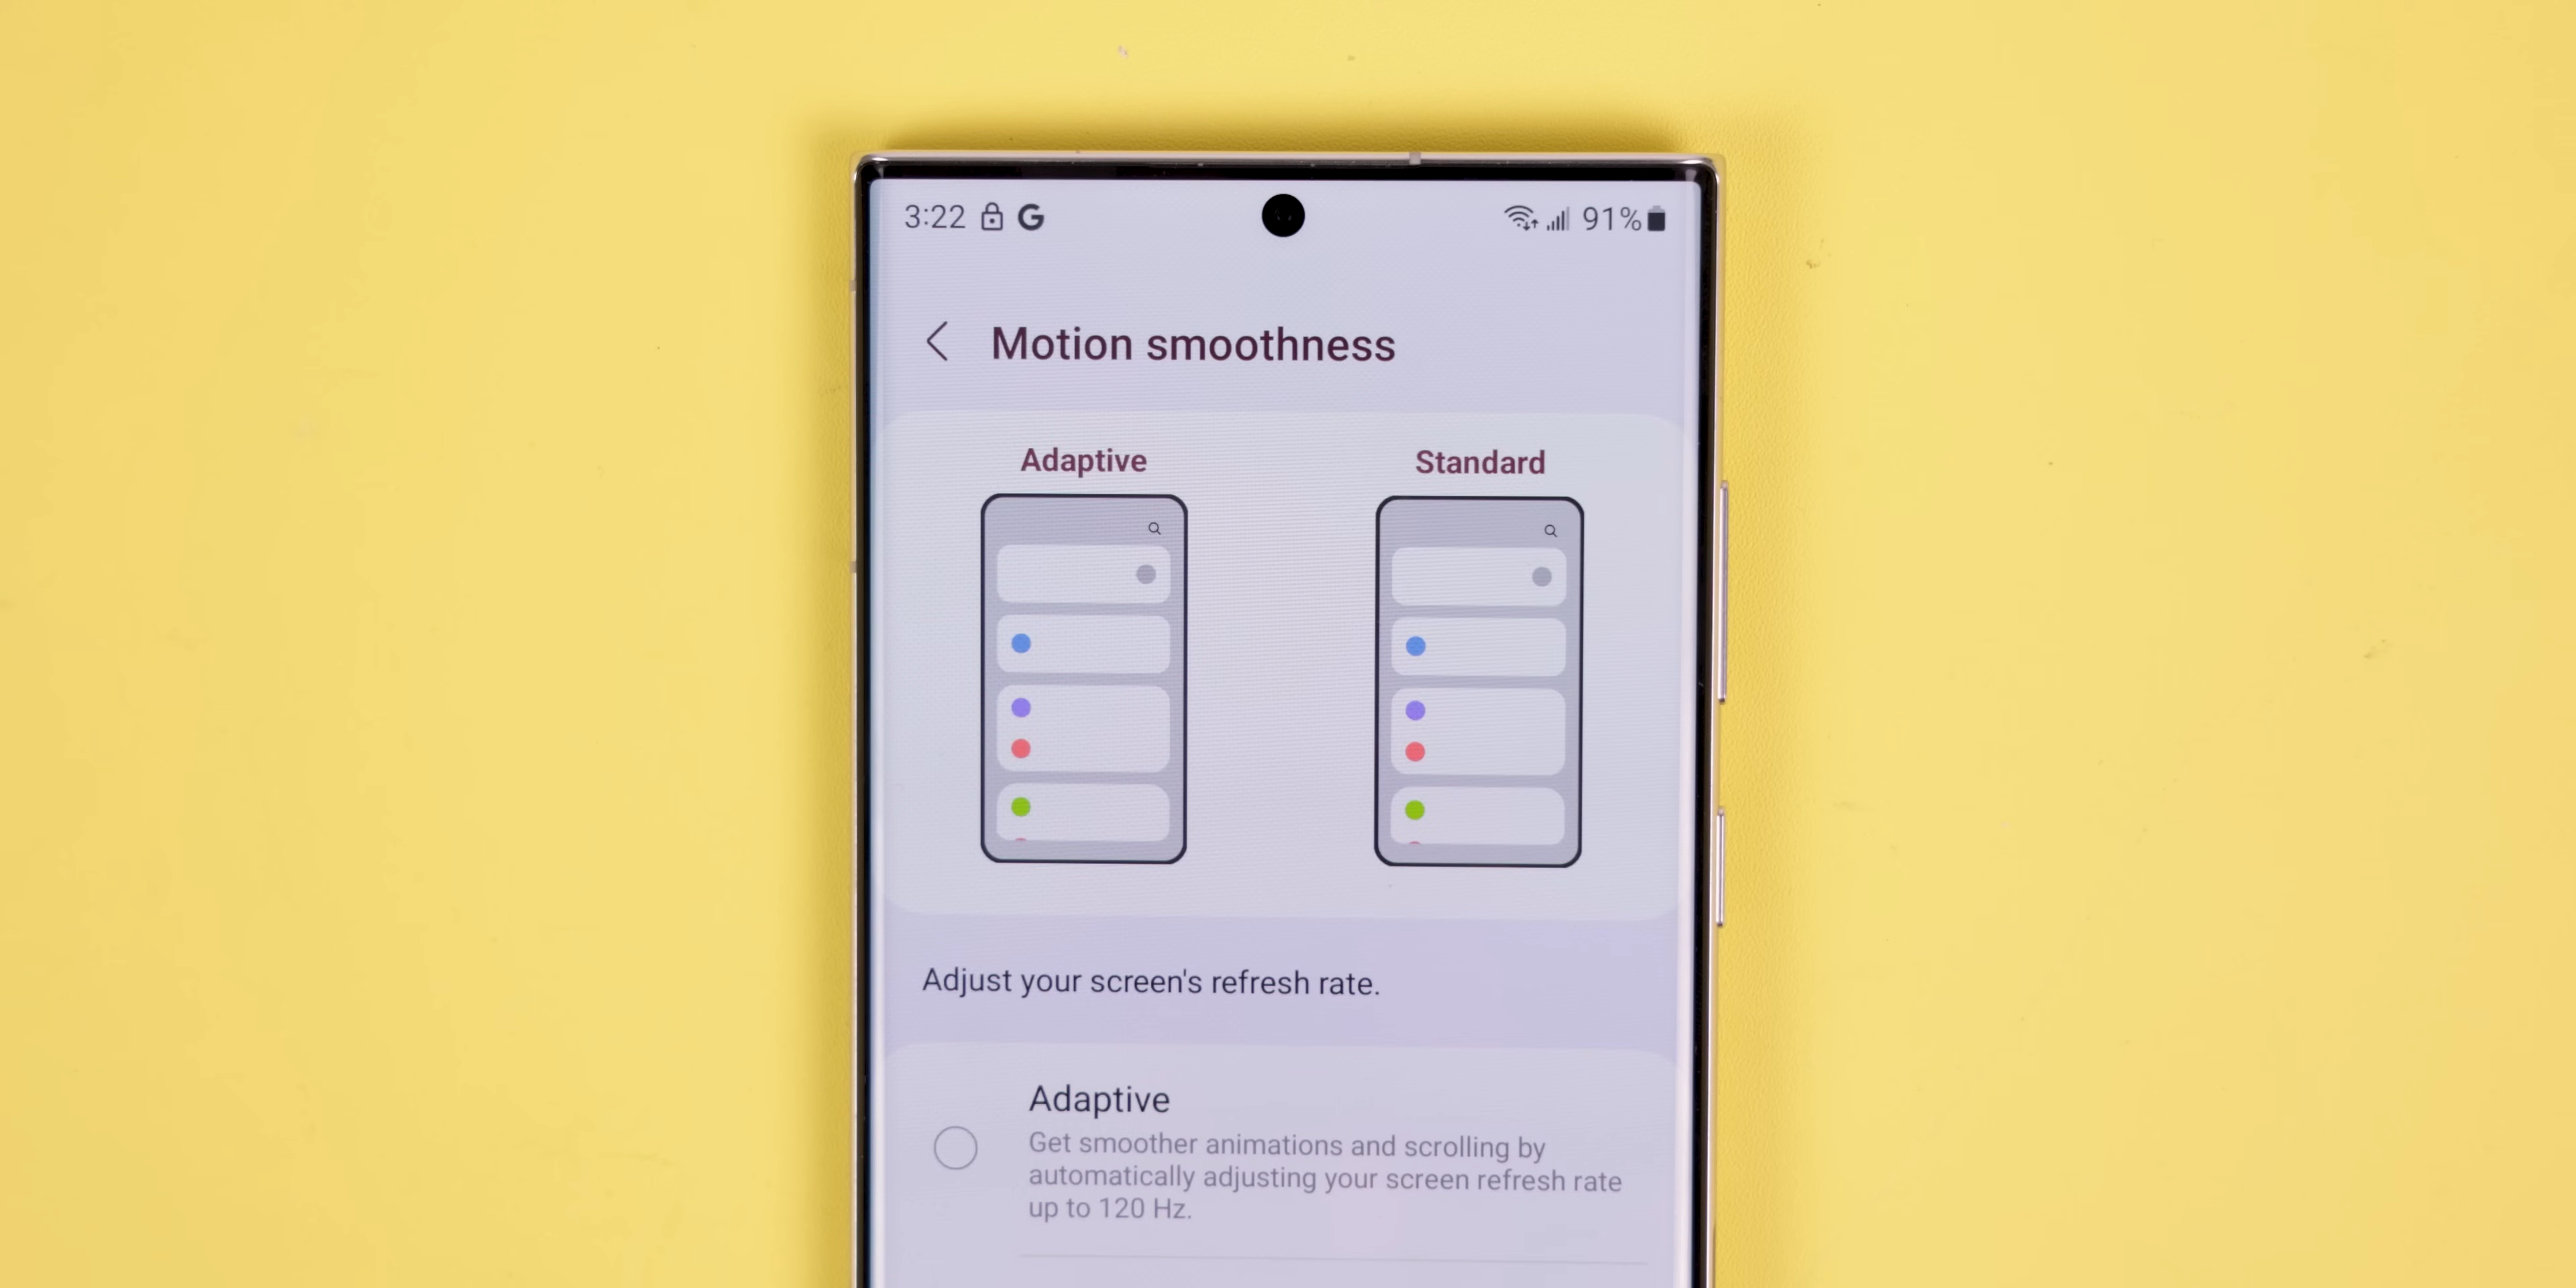 3:22 G 91%
Motion smoothness
Adaptive Standard
Adjust your screen's refresh rate.
Adaptive
Get smoother animations and scrolling by
automatically adjusting your screen refresh rate
up to 120 Hz.